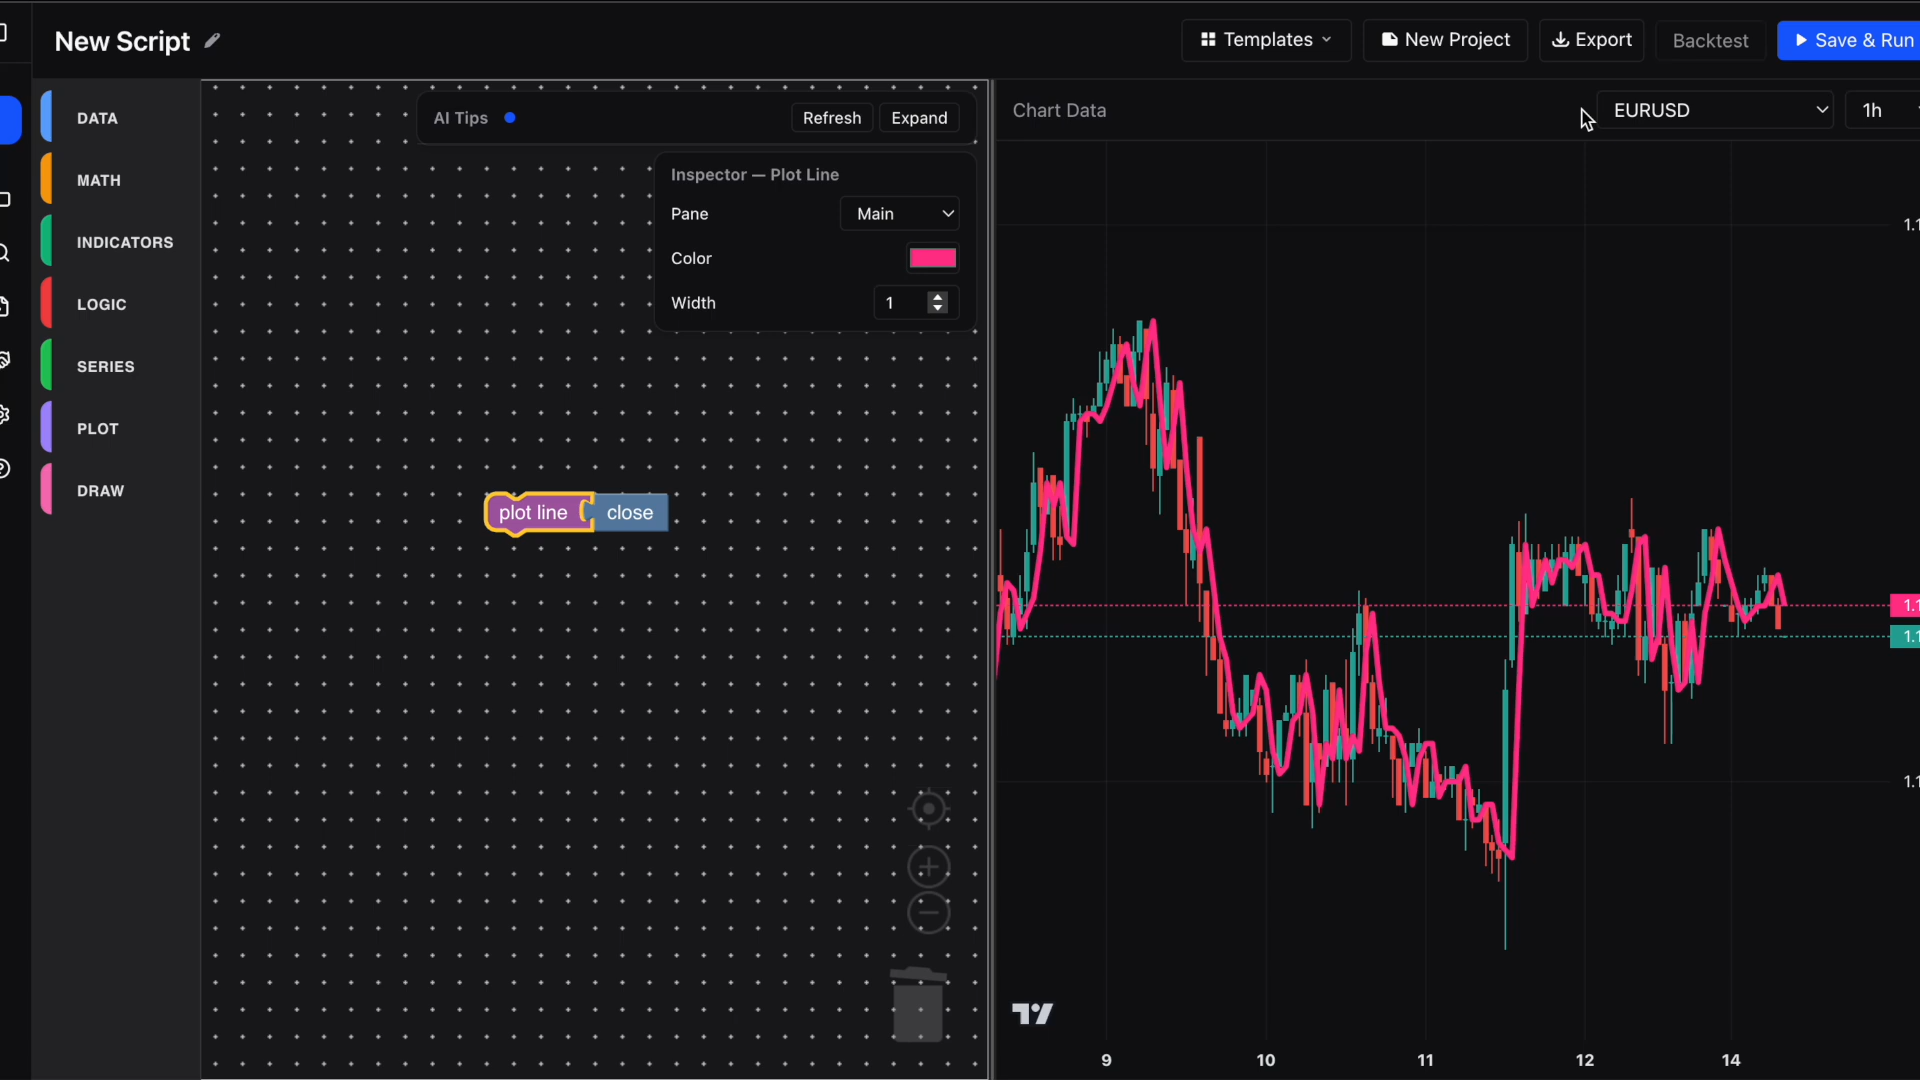 New Script
Templates
New Project
Export
Backtest
Save & Run
DATA
MATH
INDICATORS
LOGIC
SERIES
PLOT
DRAW
AI Tips
Refresh
Expand
Inspector — Plot Line
Pane
Main
Color
Width
1
plot line
close
Chart Data
EURUSD
1h
9
10
11
12
14